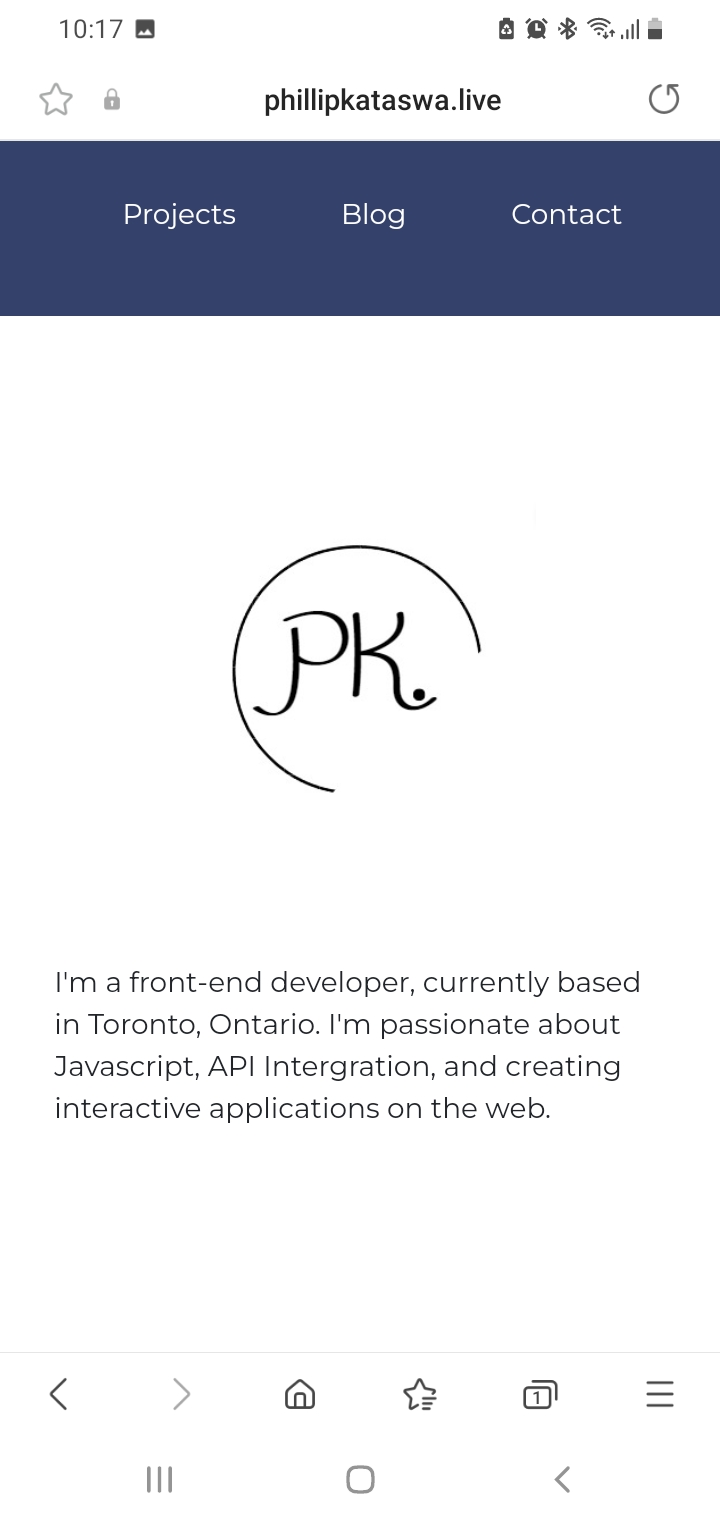 10:17
phillipkataswa.live
Projects Blog Contact
PK.
I'm a front-end developer, currently based
in Toronto, Ontario. I'm passionate about
Javascript, API Intergration, and creating
interactive applications on the web.
1